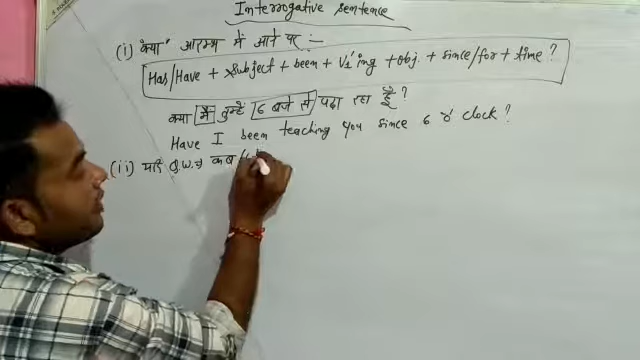 Interrogative Sentence
(i) क्या आरम्भ में आने पर :-
Has/Have + Subject + been + V₁ ing + obj. + since/for + time ?
क्या मैं तुम्हें 6 बजे से पढ़ा रहा हूँ ?
Have I been teaching you since 6 o' clock ?
(ii) यदि Q.W. कब